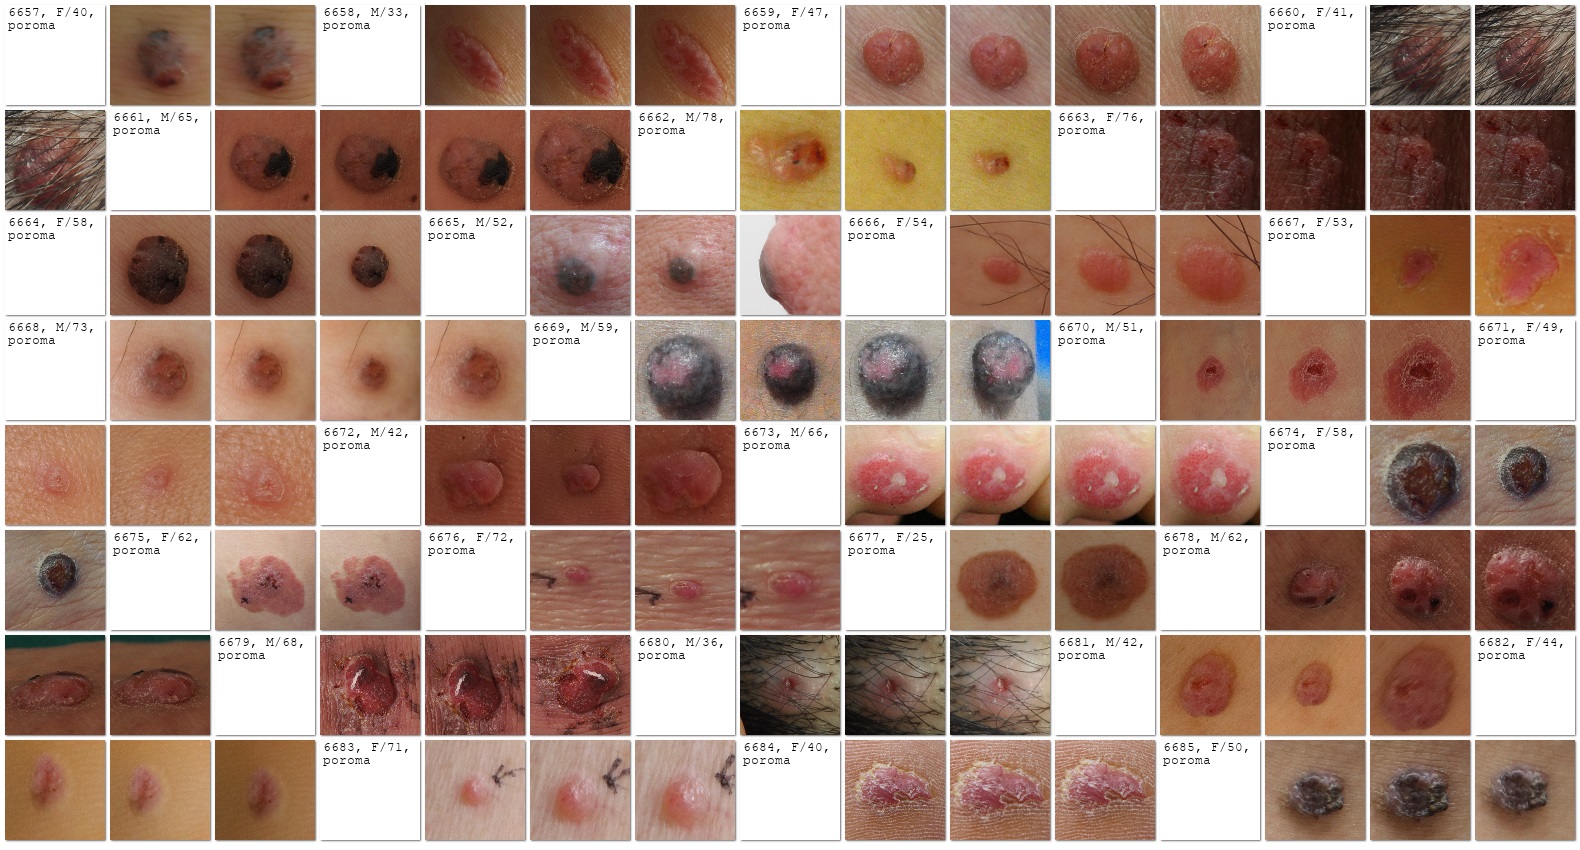 6657, F/40,
poroma
6658, M/33,
poroma
6659, F/47,
poroma
6660, F/41,
poroma
6661, M/65,
poroma
6662, M/78,
poroma
6663, F/76,
poroma
6664, F/58,
poroma
6665, M/52,
poroma
6666, F/54,
poroma
6667, F/53,
poroma
6668, M/73,
poroma
6669, M/59,
poroma
6670, M/51,
poroma
6671, F/49,
poroma
6672, M/42,
poroma
6673, M/66,
poroma
6674, F/58,
poroma
6675, F/62,
poroma
6676, F/72,
poroma
6677, F/25,
poroma
6678, M/62,
poroma
6679, M/68,
poroma
6680, M/36,
poroma
6681, M/42,
poroma
6682, F/44,
poroma
6683, F/71,
poroma
6684, F/40,
poroma
6685, F/50,
poroma